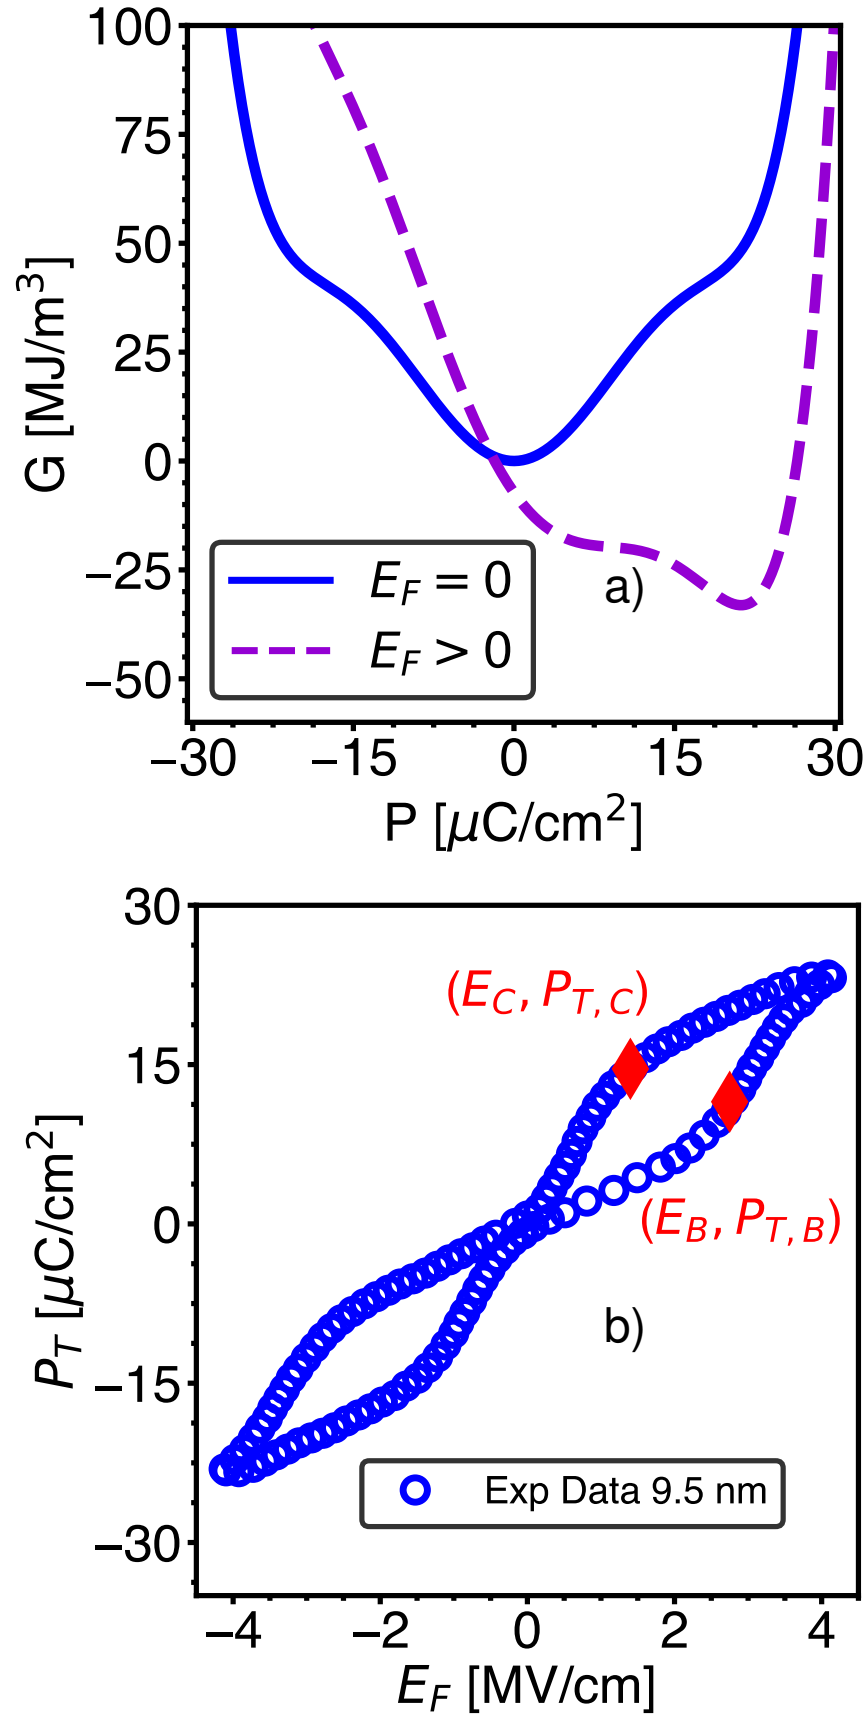 100
75
50
25
0
−25
−50
G [MJ/m³]
E_F = 0
E_F > 0
a)
−30 −15 0 15 30
P [μC/cm²]
30
15
0
−15
−30
P_T [μC/cm²]
(E_C, P_{T, C})
(E_B, P_{T, B})
b)
Exp Data 9.5 nm
−4 −2 0 2 4
E_F [MV/cm]